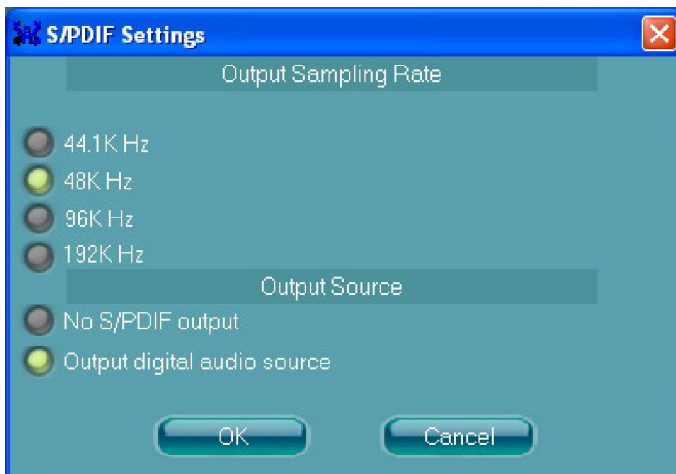 S/PDIF Settings
Output Sampling Rate
44.1K Hz
48K Hz
96K Hz
192K Hz
Output Source
No S/PDIF output
Output digital audio source
OK
Cancel